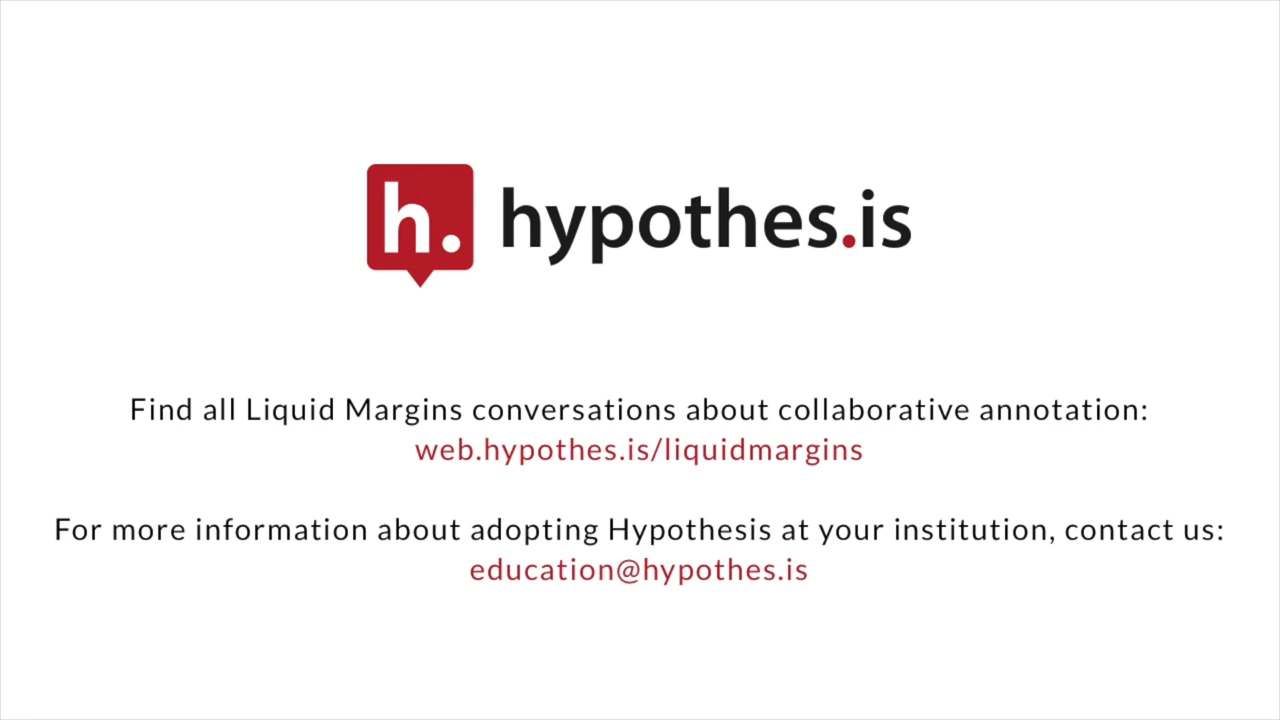 h. hypothes.is
Find all Liquid Margins conversations about collaborative annotation:
web.hypothes.is/liquidmargins
For more information about adopting Hypothesis at your institution, contact us:
education@hypothes.is